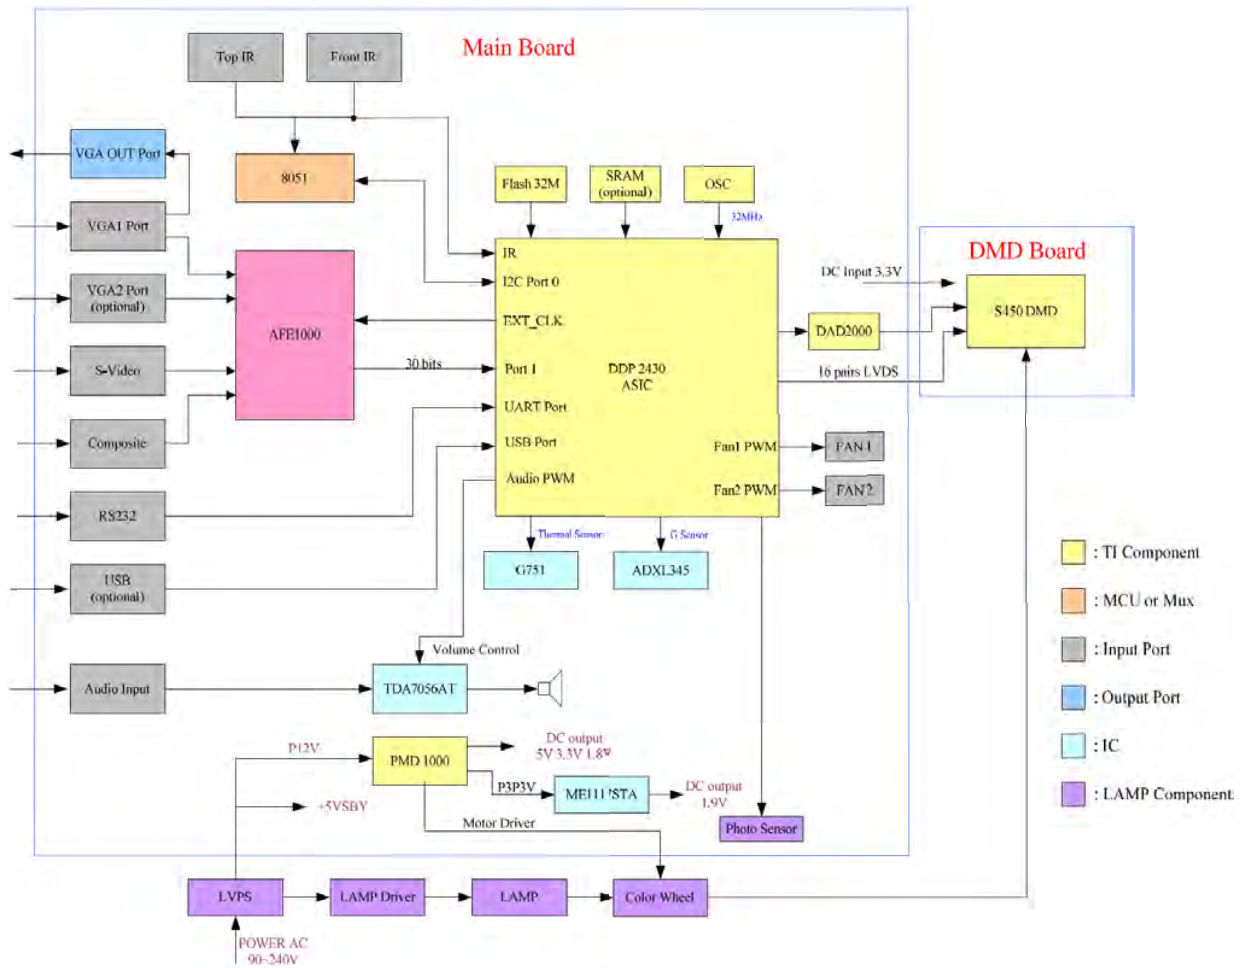 Main Board
Top IR
Front IR
VGA OUT Port
8051
VGA1 Port
Flash 32M
SRAM
(optional)
OSC
32MHz
DMD Board
IR
I2C Port 0
EXT_CLK
Port 1
UART Port
USB Port
Audio PWM
DDP 2430
ASIC
Fan1 PWM
Fan2 PWM
DC Input 3.3V
S450 DMD
DAD2000
16 pairs LVDS
VGA2 Port
(optional)
AFE1000
30 bits
S-Video
Composite
FAN 1
FAN 2
RS232
Thermal Sensor
G Sensor
G751
ADXL345
USB
(optional)
Volume Control
Audio Input
TDA7056AT
P12V
PMD 1000
DC output
5V 3.3V 1.8V
P3P3V
DC output
1.9V
+5VSBY
Motor Driver
Photo Sensor
LVPS
LAMP Driver
LAMP
Color Wheel
POWER AC
90~240V
: TI Component
: MCU or Mux
: Input Port
: Output Port
: IC
: LAMP Component